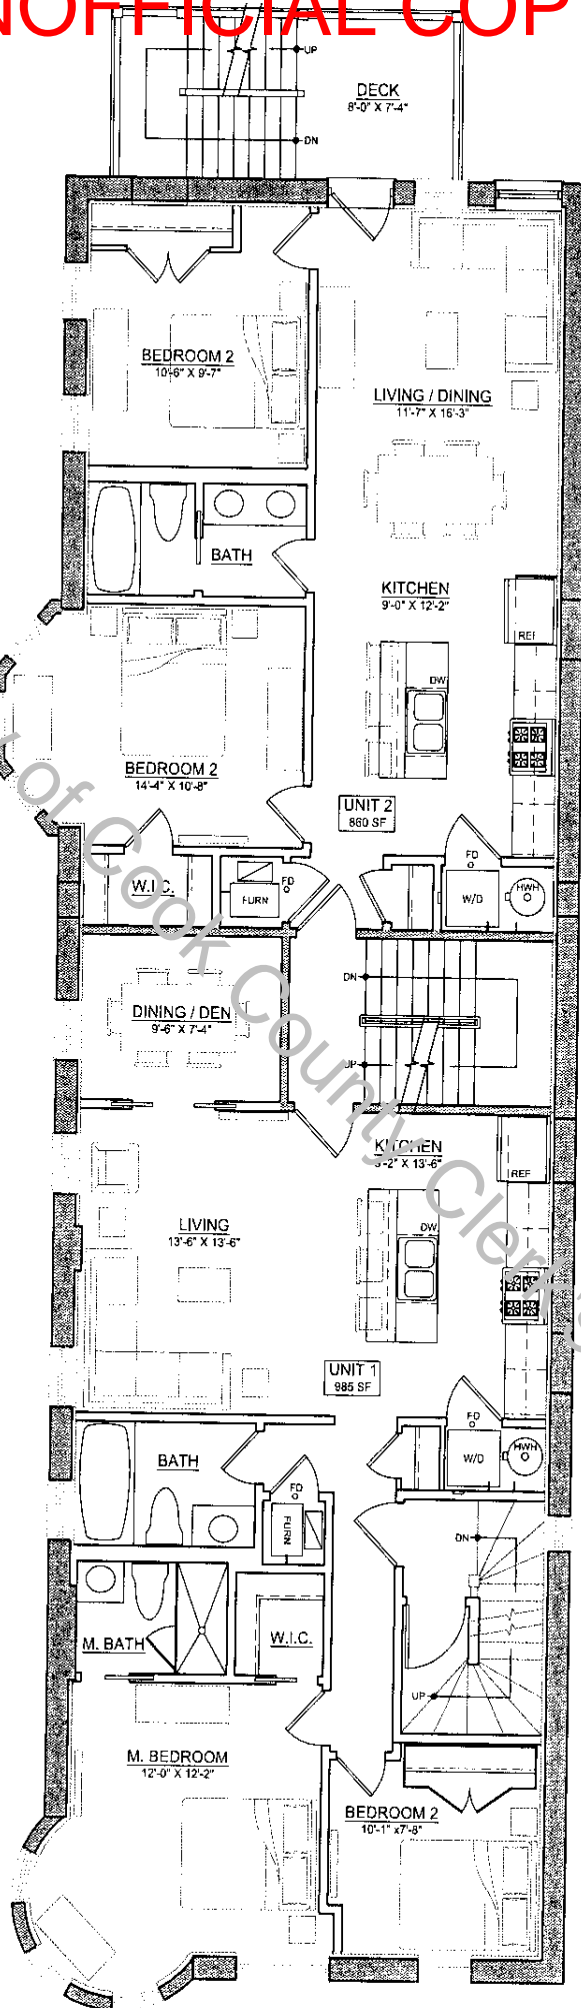 NOFFICIAL COP
UP
DECK
8'-0" X 7'-4"
DN
BEDROOM 2
10'-6" X 9'-7"
LIVING / DINING
11'-7" X 16'-3"
BATH
KITCHEN
9'-0" X 12'-2"
REF
DW
BEDROOM 2
14'-4" X 10'-8"
UNIT 2
860 SF
W.I.C.
FURN
FD
FD
W/D
HWH
DN
DINING / DEN
9'-6" X 7'-4"
UP
KITCHEN
X 13'-6"
REF
LIVING
13'-6" X 13'-6"
DW
UNIT 1
985 SF
BATH
FD
W/D
HWH
FD
FURN
DN
M. BATH
W.I.C.
UP
M. BEDROOM
12'-0" X 12'-2"
BEDROOM 2
10'-1" x7'-8"
y of Cook County Clerk's